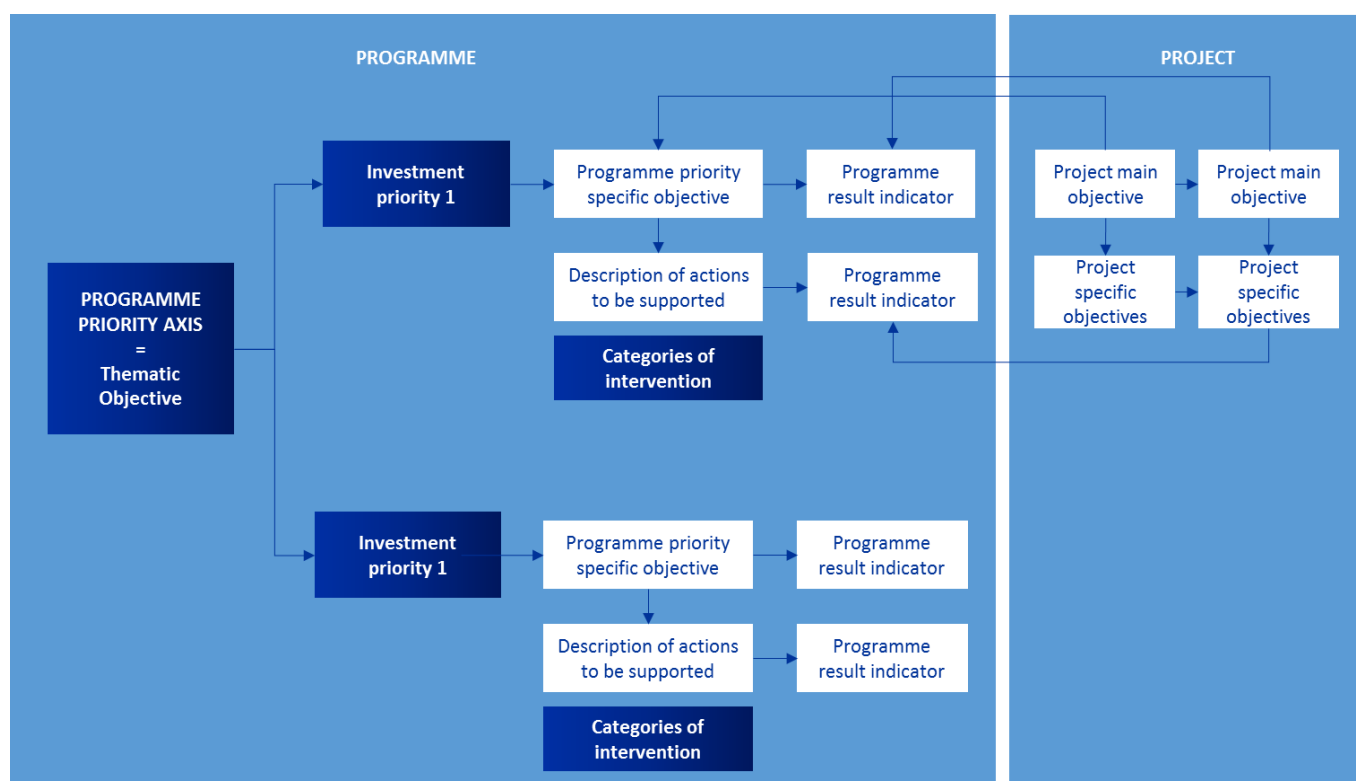 PROGRAMME
PROJECT
Investment
priority 1
Programme priority
specific objective
Programme
result indicator
Project main
objective
Project main
objective
PROGRAMME
PRIORITY AXIS
=
Thematic
Objective
Description of actions
to be supported
Programme
result indicator
Project
specific
objectives
Project
specific
objectives
Categories of
intervention
Investment
priority 1
Programme priority
specific objective
Programme
result indicator
Description of actions
to be supported
Programme
result indicator
Categories of
intervention